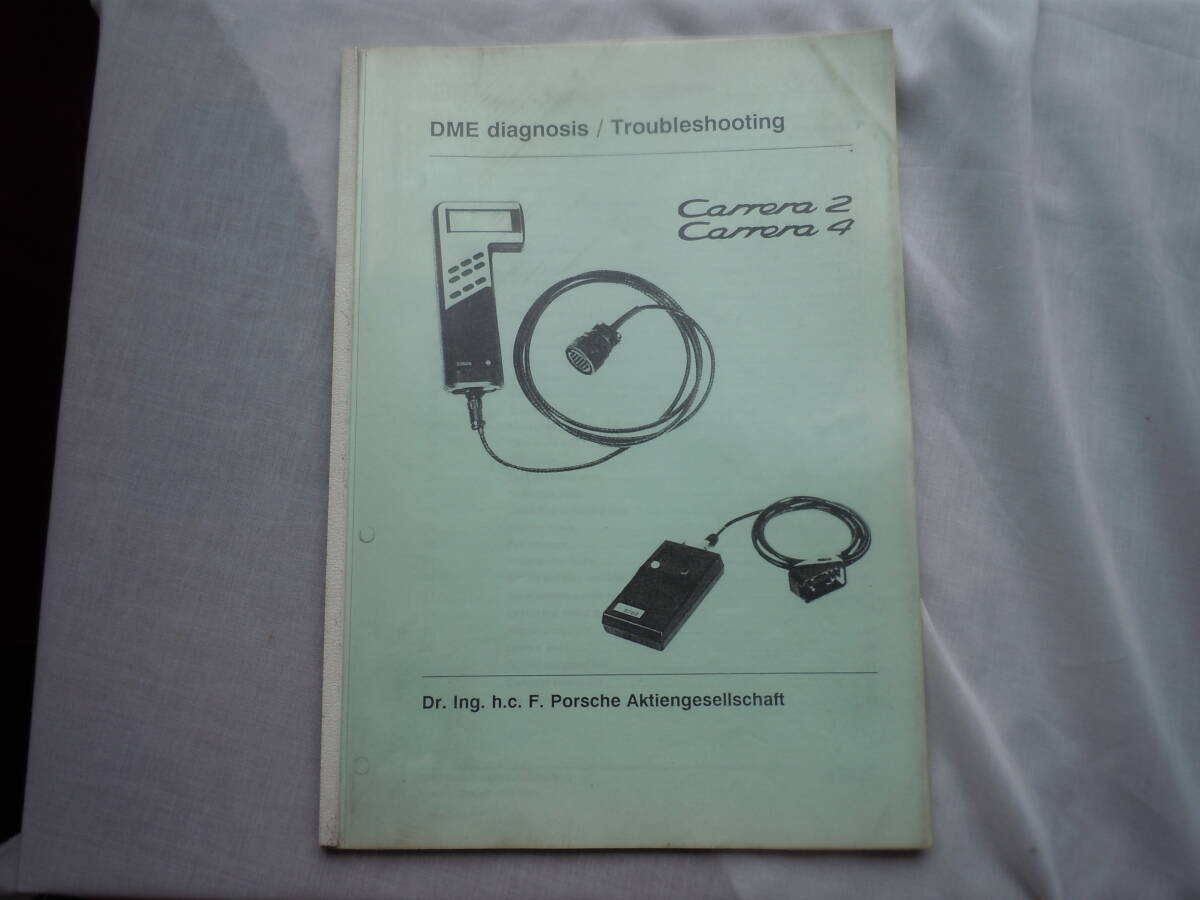 DME diagnosis / Troubleshooting
Carrera 2
Carrera 4
Dr. Ing. h.c. F. Porsche Aktiengesellschaft